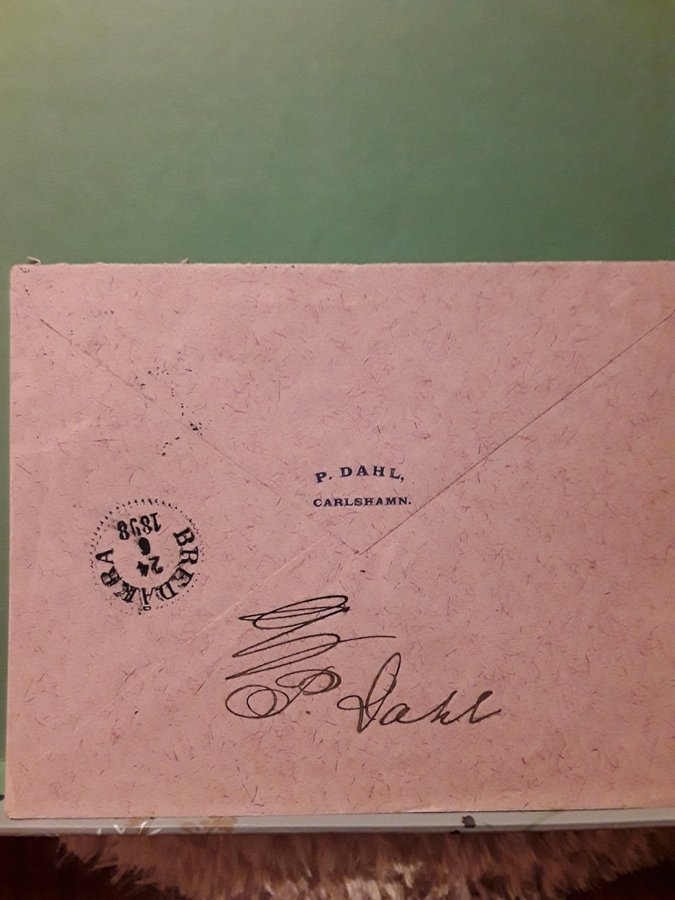 P. DAHL,
CARLSHAMN.
BREDÅKRA
24
6
1898
P. Dahl